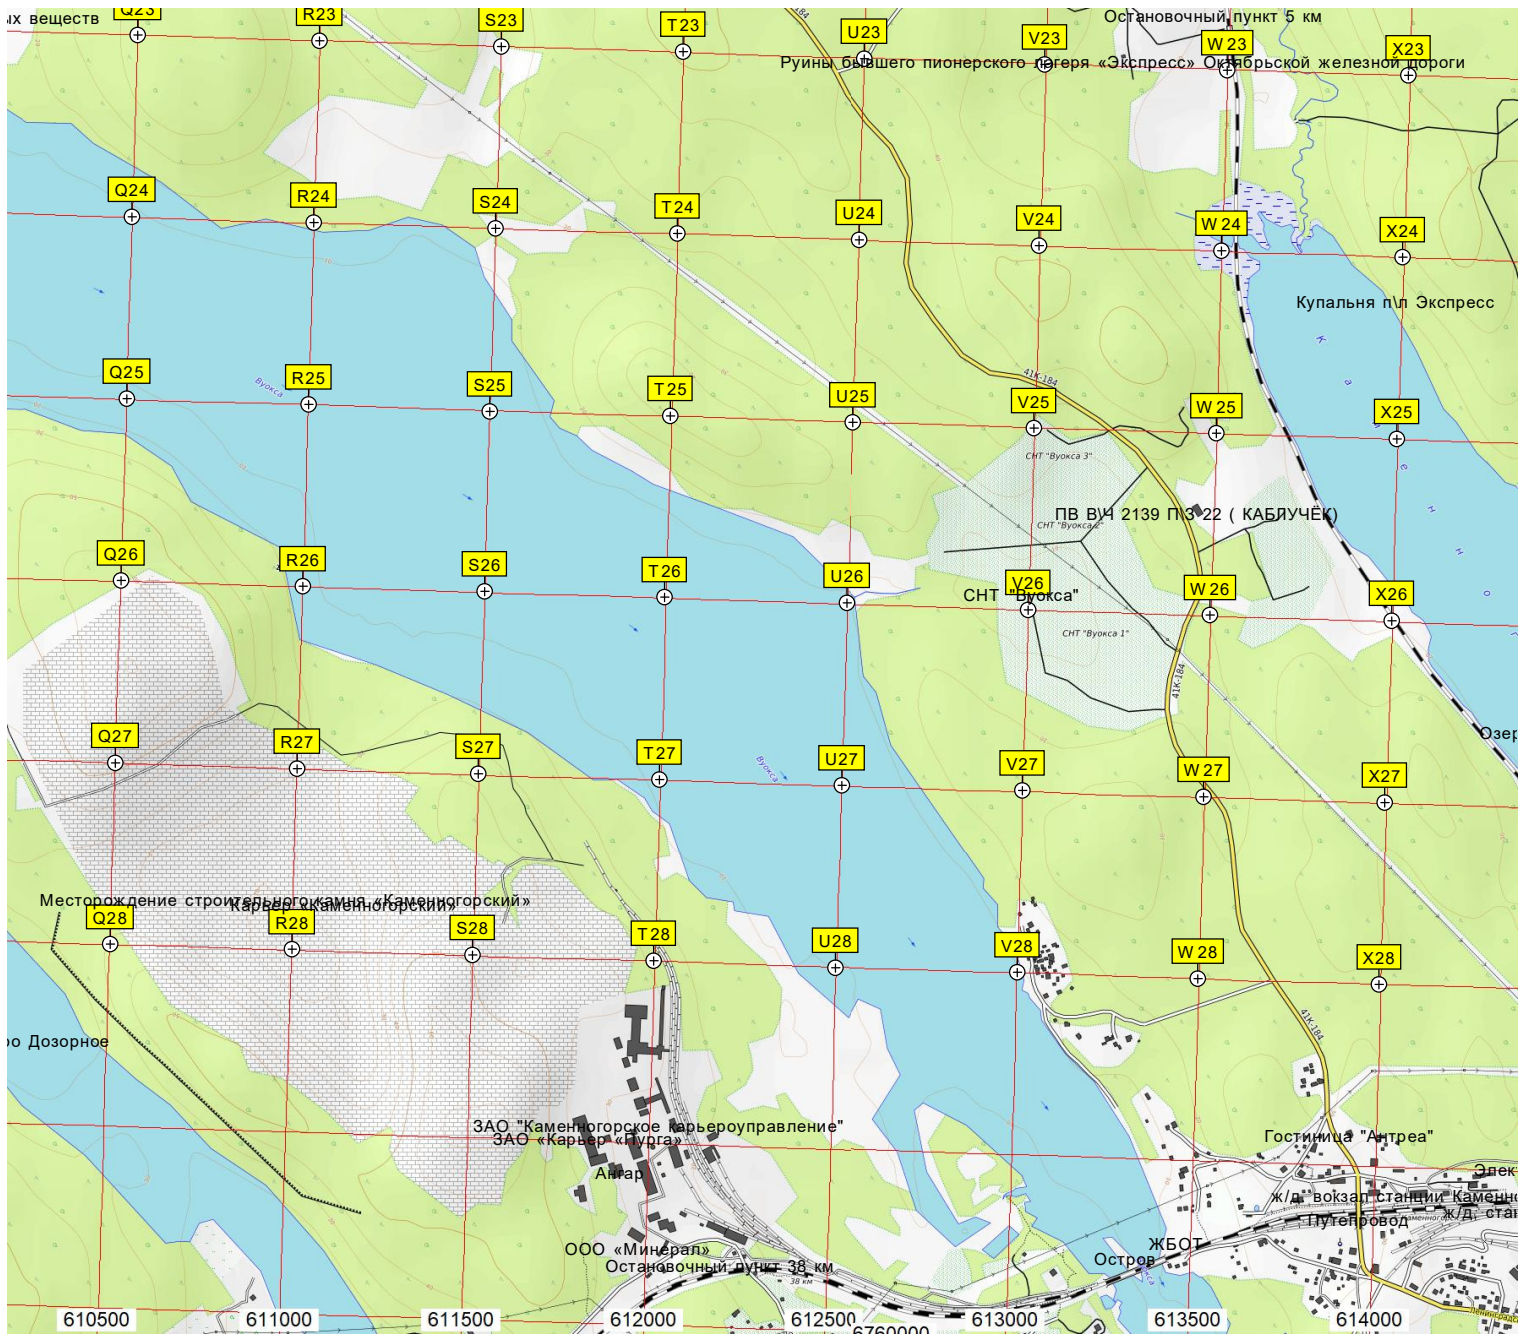 ых веществ
Q23
R23
S23
T23
U23
V23
W23
X23
184
Остановочный пункт 5 км
Руины бывшего пионерского лагеря «Экспресс» Октябрьской железной дороги
Q24
R24
S24
T24
U24
V24
W24
X24
Купальня п\п Экспресс
Q25
R25
S25
T25
U25
V25
W25
X25
Вуокса
41К-184
СНТ "Вуокса 3"
ПВ В\Ч 2139 П\З 22 ( КАБЛУЧЁК)
СНТ "Вуокса 2"
Q26
R26
S26
T26
U26
V26
W26
X26
СНТ "Вуокса"
СНТ "Вуокса 1"
41К-184
Q27
R27
S27
T27
U27
V27
W27
X27
Озер
Вуокса
Месторождение строительного камня «Каменногорский»
Карьер «Каменногорский»
Q28
R28
S28
T28
U28
V28
W28
X28
41К-184
ро Дозорное
ЗАО "Каменногорское карьероуправление"
ЗАО «Карьер «Пурга»
Ангар
Гостиница "Антреа"
Элек
ж/д. вокзал станции Каменно
ж/д. стан
Путепровод
ЖБОТ
ООО «Минерал»
Остановочный пункт 38 км
38 км
Остров
610500
611000
611500
612000
612500
6760000
613000
613500
614000